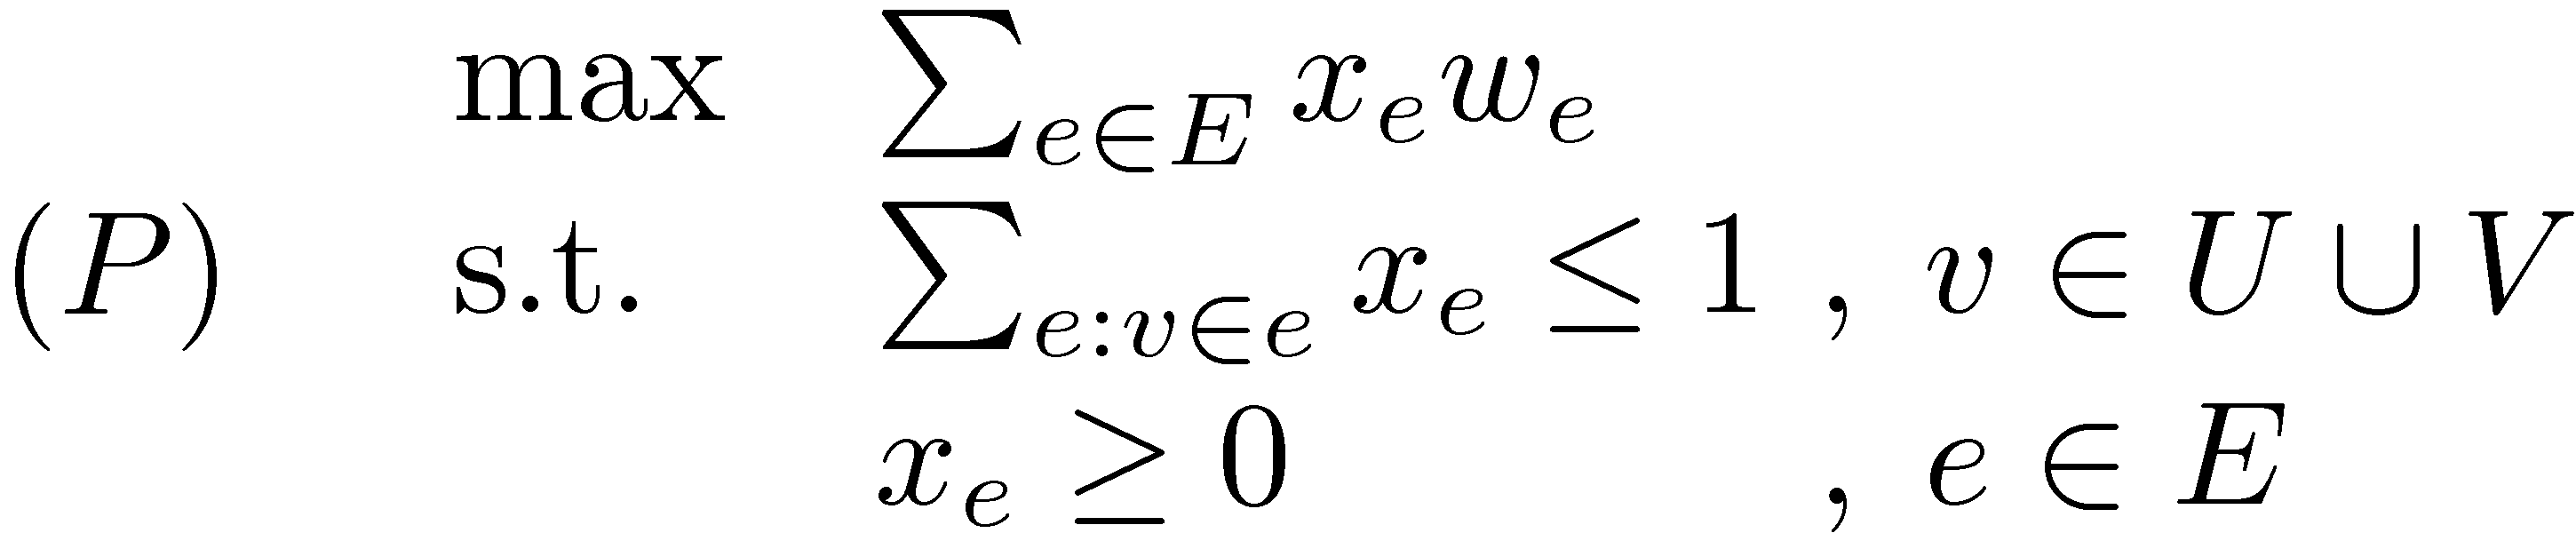 max ∑_{e∈E} x_e w_e
(P) s.t. ∑_{e:v∈e} x_e ≤ 1 , v ∈ U ∪ V
x_e ≥ 0 , e ∈ E